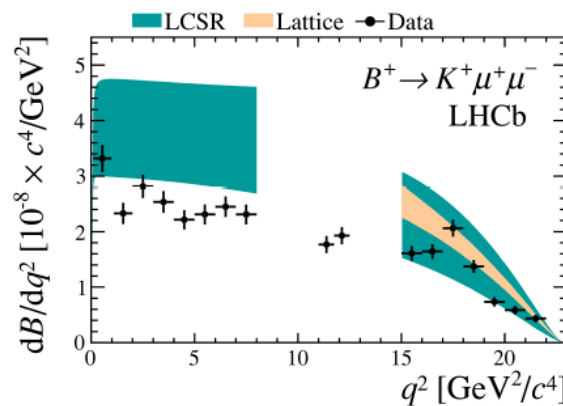 LCSR Lattice Data
B⁺ → K⁺μ⁺μ⁻
LHCb
dB/dq² [10⁻⁸ × c⁴/GeV²]
5
4
3
2
1
0
0 5 10 15 20
q² [GeV²/c⁴]